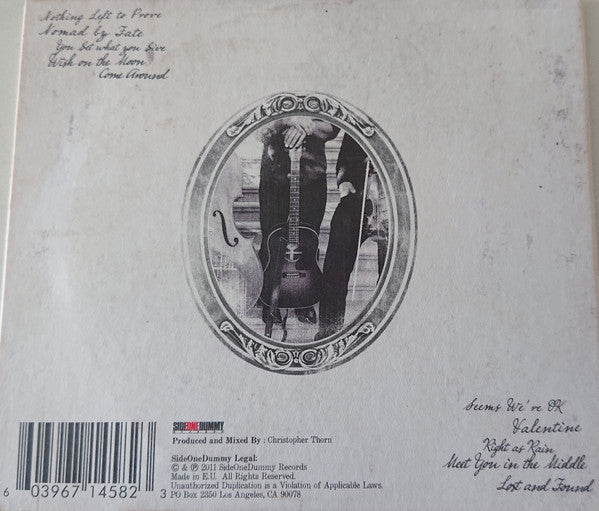 Nothing Left to Prove
Nomad by Fate
You Get what you Give
Wish on the Moon
Come Around
Seems We're OK
Valentine
Right as Rain
Meet You in the Middle
Lost and Found
SIDEONEDUMMY
RECORDS
Produced and Mixed By : Christopher Thorn
SideOneDummy Legal:
© & ℗ 2011 SideOneDummy Records
Made in E.U. All Rights Reserved.
Unauthorized Duplication is a Violation of Applicable Laws.
PO Box 2350 Los Angeles, CA 90078
6 03967 14582 3